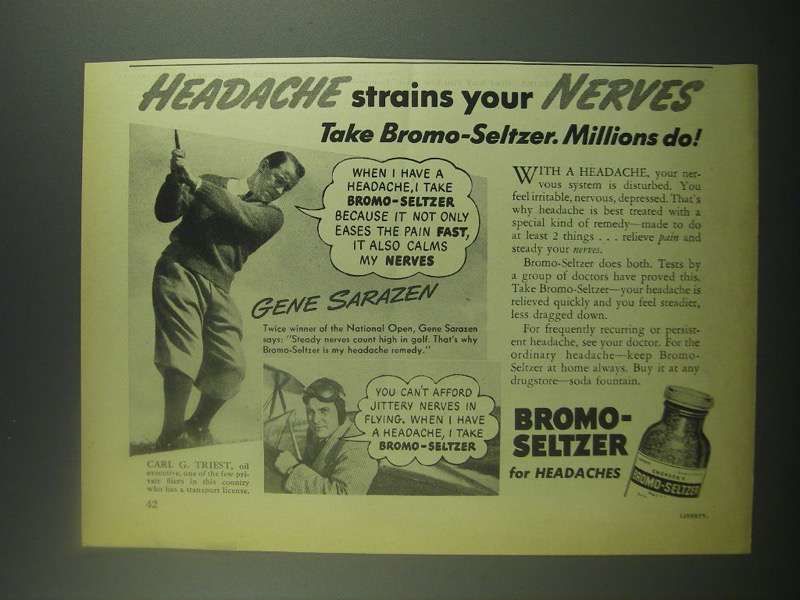 HEADACHE strains your NERVES
Take Bromo-Seltzer. Millions do!
WHEN I HAVE A
HEADACHE, I TAKE
BROMO-SELTZER
BECAUSE IT NOT ONLY
EASES THE PAIN FAST,
IT ALSO CALMS
MY NERVES
GENE SARAZEN
Twice winner of the National Open, Gene Sarazen
says: "Steady nerves count high in golf. That's why
Bromo-Seltzer is my headache remedy."
YOU CAN'T AFFORD
JITTERY NERVES IN
FLYING. WHEN I HAVE
A HEADACHE, I TAKE
BROMO-SELTZER
CARL G. TRIEST, oil
executive, one of the few pri-
vate fliers in this country
who has a transport license.
42
WITH A HEADACHE, your ner-
vous system is disturbed. You
feel irritable, nervous, depressed. That's
why headache is best treated with a
special kind of remedy—made to do
at least 2 things . . . relieve pain and
steady your nerves.
Bromo-Seltzer does both. Tests by
a group of doctors have proved this.
Take Bromo-Seltzer—your headache is
relieved quickly and you feel steadier,
less dragged down.
For frequently recurring or persist-
ent headache, see your doctor. For the
ordinary headache—keep Bromo-
Seltzer at home always. Buy it at any
drugstore—soda fountain.
BROMO-
SELTZER
for HEADACHES
EMERSON'S
BROMO-SELTZER
LIBERTY